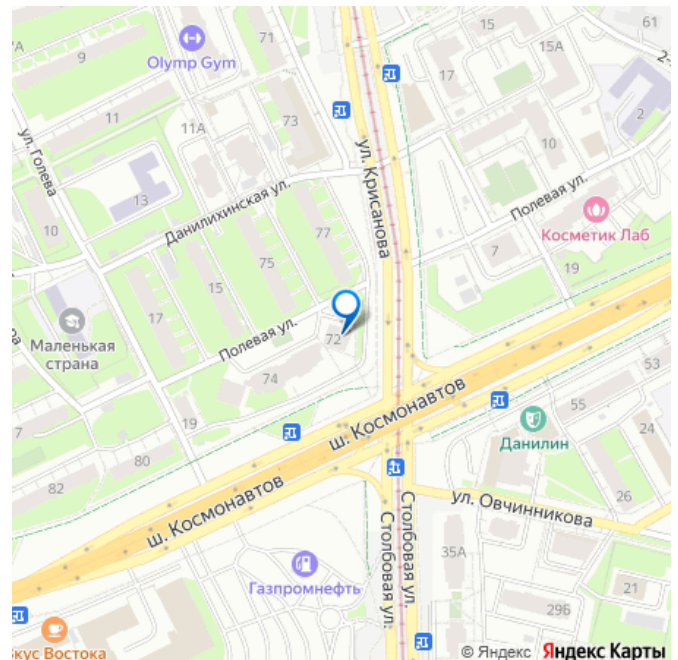 7А
9
Olymp Gym
71
61
15
15А
17
2-
2
11
11А
73
ул. Голева
ул. Крисанова
10
13
Данилихинская ул.
Полевая ул.
Косметик Лаб
10
77
7
19
75
15
17
Маленькая
страна
Полевая ул.
72
74
53
ш. Космонавтов
55
Данилин
24
19
7
80
82
26
ш. Космонавтов
ул. Овчинникова
Столбовая ул.
Столбовая ул.
35А
Газпромнефть
21
29Б
Вкус Востока
© Яндекс Яндекс Карты